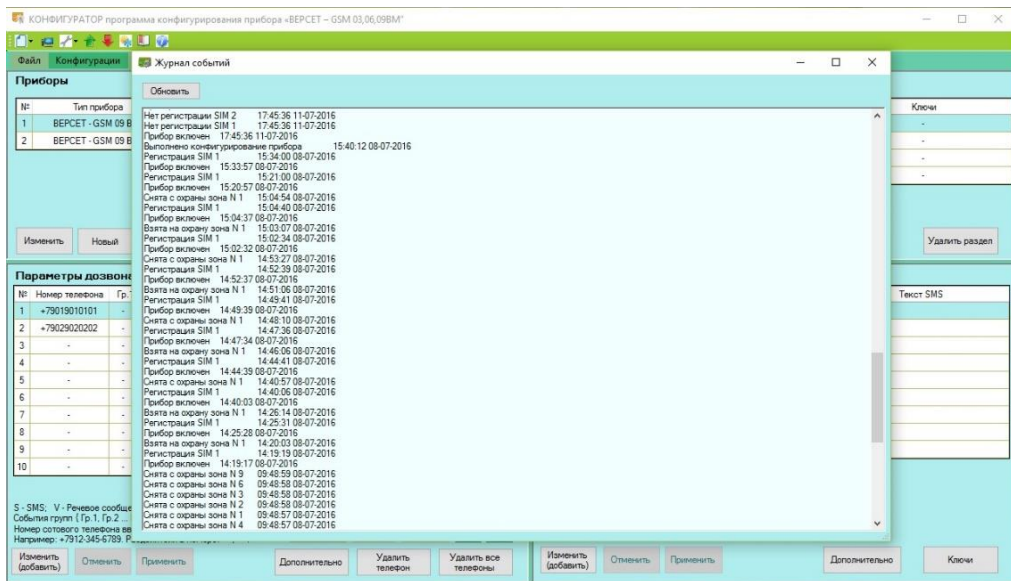 КОНФИГУРАТОР программа конфигурирования прибора «ВЕРСЕТ – GSM 03,06,09ВМ"
Файл Конфигурации
Журнал событий
Обновить
Приборы
№ Тип прибора
1 ВЕРСЕТ - GSM 09 В
2 ВЕРСЕТ - GSM 09 В
Ключи
-
-
-
-
Изменить Новый
Удалить раздел
Нет регистрации SIM 2 17:45:36 11-07-2016
Нет регистрации SIM 1 17:45:36 11-07-2016
Прибор включен 17:45:36 11-07-2016
Выполнено конфигурирование прибора 15:40:12 08-07-2016
Регистрация SIM 1 15:34:00 08-07-2016
Прибор включен 15:33:57 08-07-2016
Регистрация SIM 1 15:21:00 08-07-2016
Прибор включен 15:20:57 08-07-2016
Снята с охраны зона N 1 15:04:54 08-07-2016
Регистрация SIM 1 15:04:40 08-07-2016
Прибор включен 15:04:37 08-07-2016
Взята на охрану зона N 1 15:03:07 08-07-2016
Регистрация SIM 1 15:02:34 08-07-2016
Прибор включен 15:02:32 08-07-2016
Снята с охраны зона N 1 14:53:27 08-07-2016
Регистрация SIM 1 14:52:39 08-07-2016
Прибор включен 14:52:37 08-07-2016
Взята на охрану зона N 1 14:51:06 08-07-2016
Регистрация SIM 1 14:49:41 08-07-2016
Прибор включен 14:49:39 08-07-2016
Снята с охраны зона N 1 14:48:10 08-07-2016
Регистрация SIM 1 14:47:36 08-07-2016
Прибор включен 14:47:34 08-07-2016
Взята на охрану зона N 1 14:46:06 08-07-2016
Регистрация SIM 1 14:44:41 08-07-2016
Прибор включен 14:44:39 08-07-2016
Снята с охраны зона N 1 14:40:57 08-07-2016
Регистрация SIM 1 14:40:06 08-07-2016
Прибор включен 14:40:03 08-07-2016
Взята на охрану зона N 1 14:26:14 08-07-2016
Регистрация SIM 1 14:25:31 08-07-2016
Прибор включен 14:25:28 08-07-2016
Взята на охрану зона N 1 14:20:03 08-07-2016
Регистрация SIM 1 14:19:19 08-07-2016
Прибор включен 14:19:17 08-07-2016
Снята с охраны зона N 9 09:48:59 08-07-2016
Снята с охраны зона N 6 09:48:58 08-07-2016
Снята с охраны зона N 3 09:48:58 08-07-2016
Снята с охраны зона N 2 09:48:58 08-07-2016
Снята с охраны зона N 1 09:48:57 08-07-2016
Снята с охраны зона N 4 09:48:57 08-07-2016
Параметры дозвона
№ Номер телефона Гр.
1 +79019010101 -
2 +79029020202 -
3 - -
4 - -
5 - -
6 - -
7 - -
8 - -
9 - -
10 - -
Текст SMS
S - SMS; V - Речевое сообще
События групп ( Гр.1, Гр.2 ...
Номер сотового телефона вв
Например: +7912-345-6789.
Изменить (добавить) Отменить Применить Дополнительно Удалить телефон Удалить все телефоны
Изменить (добавить) Отменить Применить Дополнительно Ключи